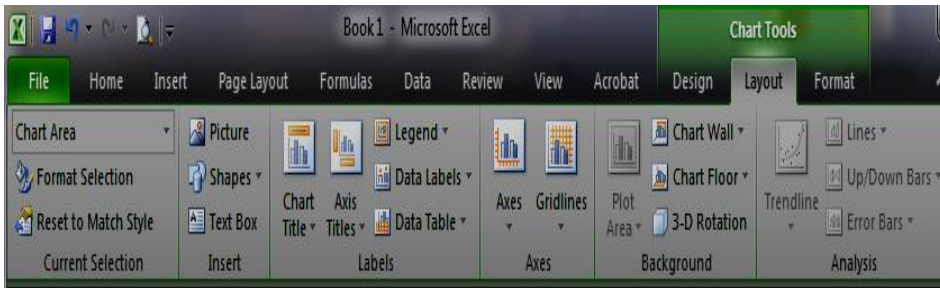 Book1 - Microsoft Excel Chart Tools
File Home Insert Page Layout Formulas Data Review View Acrobat Design Layout Format
Chart Area Picture Legend Chart Wall Lines
Format Selection Shapes Data Labels Chart Floor Up/Down Bars
Chart Title Axis Titles Axes Gridlines Plot Area Trendline
Reset to Match Style Text Box Data Table 3-D Rotation Error Bars
Current Selection Insert Labels Axes Background Analysis